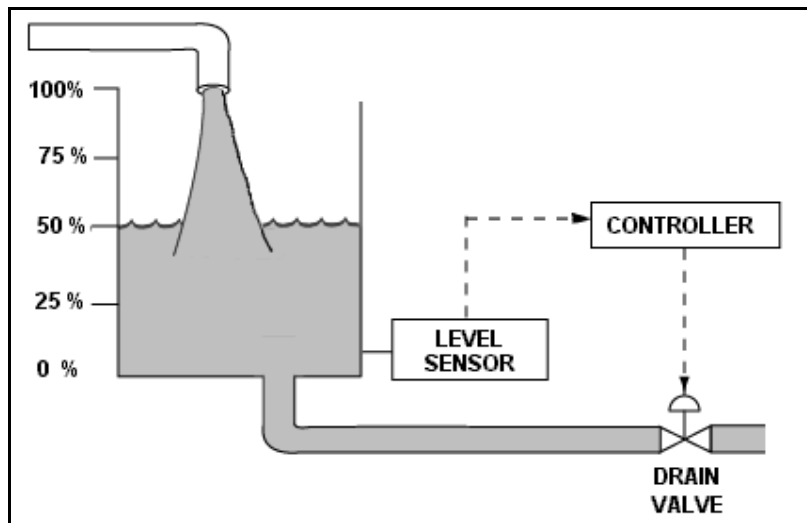 100%
75 %
50 %
25 %
0 %
CONTROLLER
LEVEL
SENSOR
DRAIN
VALVE